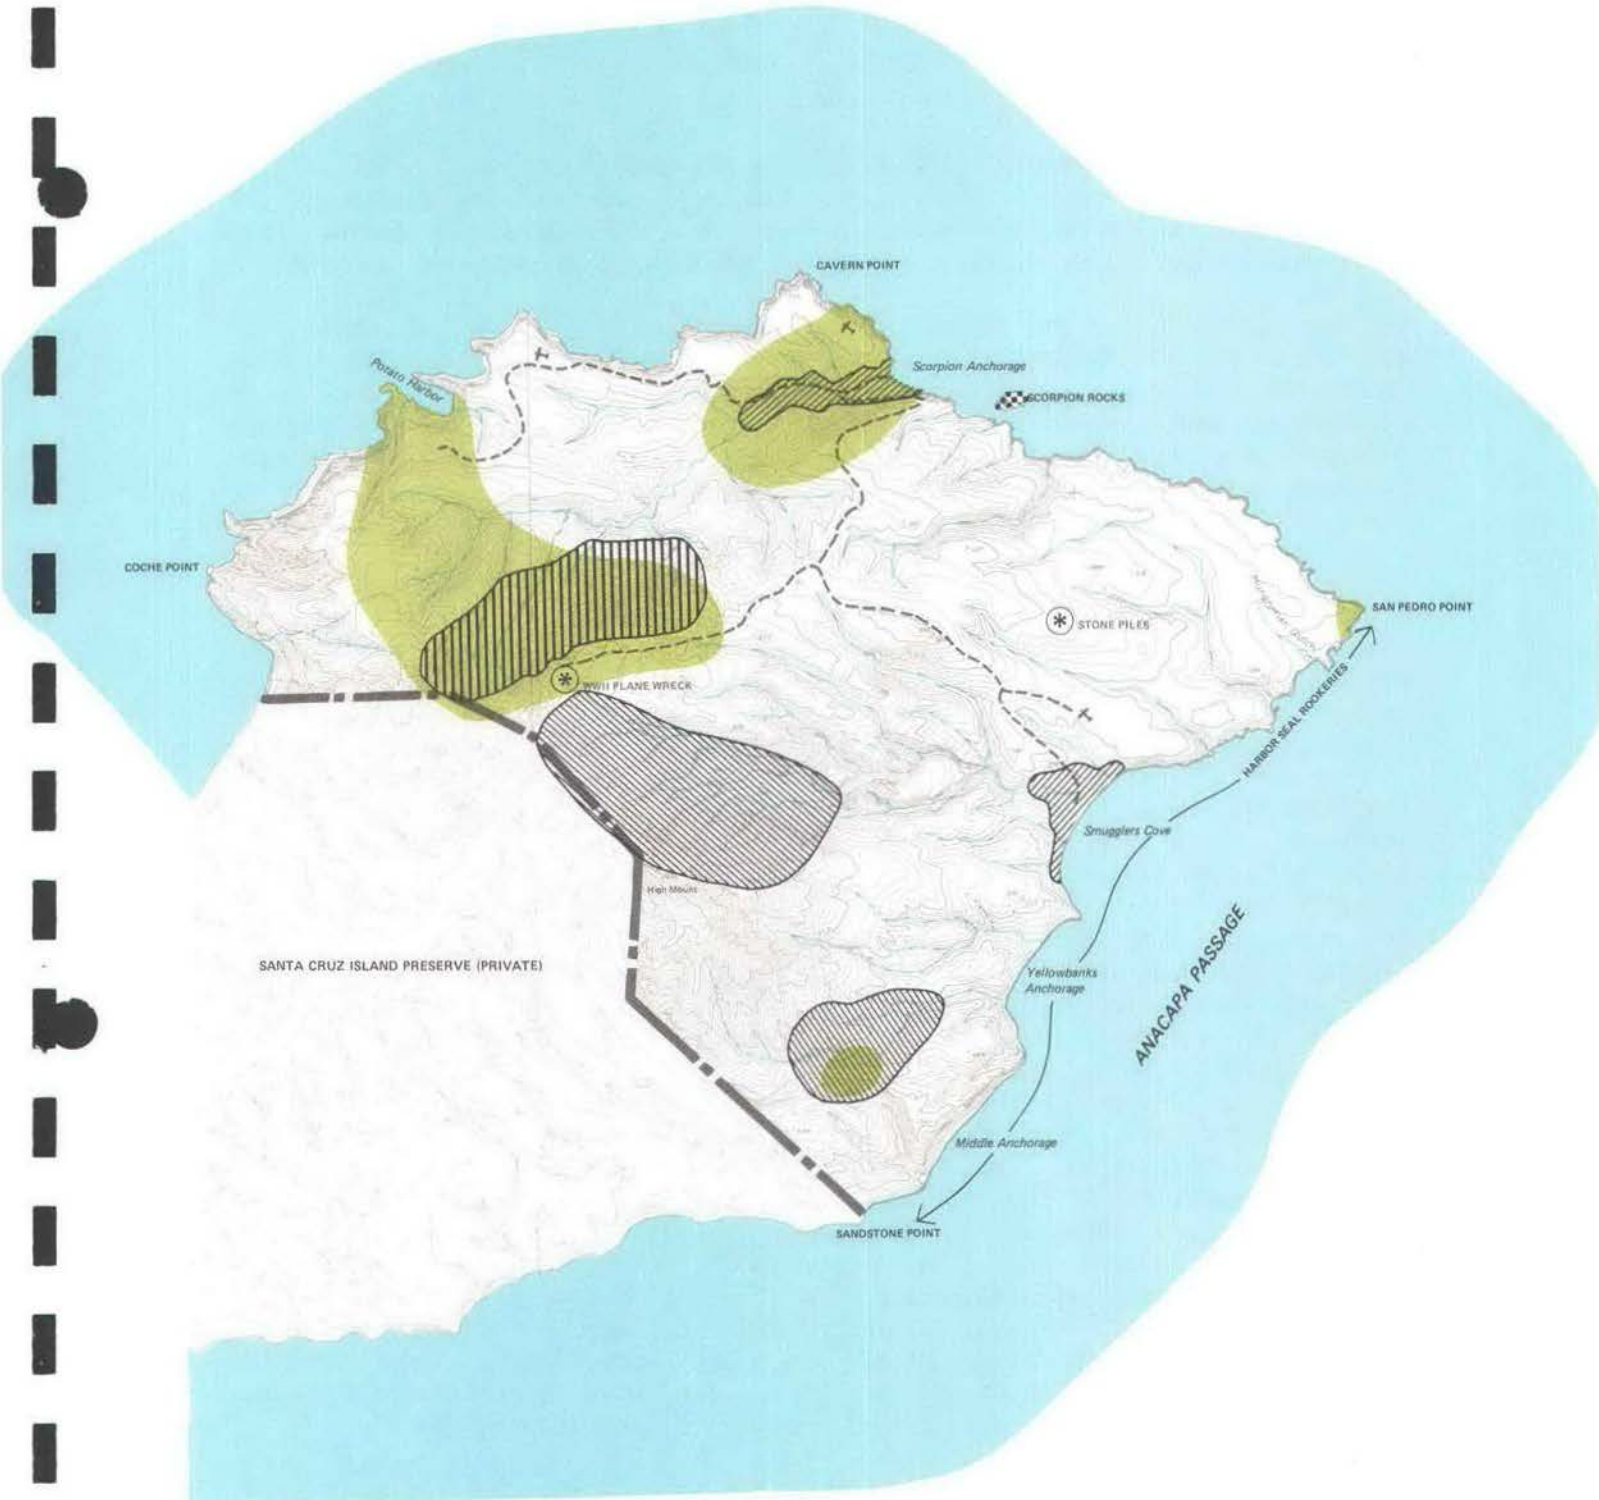 CAVERN POINT
Potato Harbor
Scorpion Anchorage
SCORPION ROCKS
COCHE POINT
SAN PEDRO POINT
STONE PILES
WWII PLANE WRECK
HARBOR SEAL ROOKERIES
Smugglers Cove
High Mount
SANTA CRUZ ISLAND PRESERVE (PRIVATE)
Yellowbanks
Anchorage
ANACAPA PASSAGE
Middle Anchorage
SANDSTONE POINT